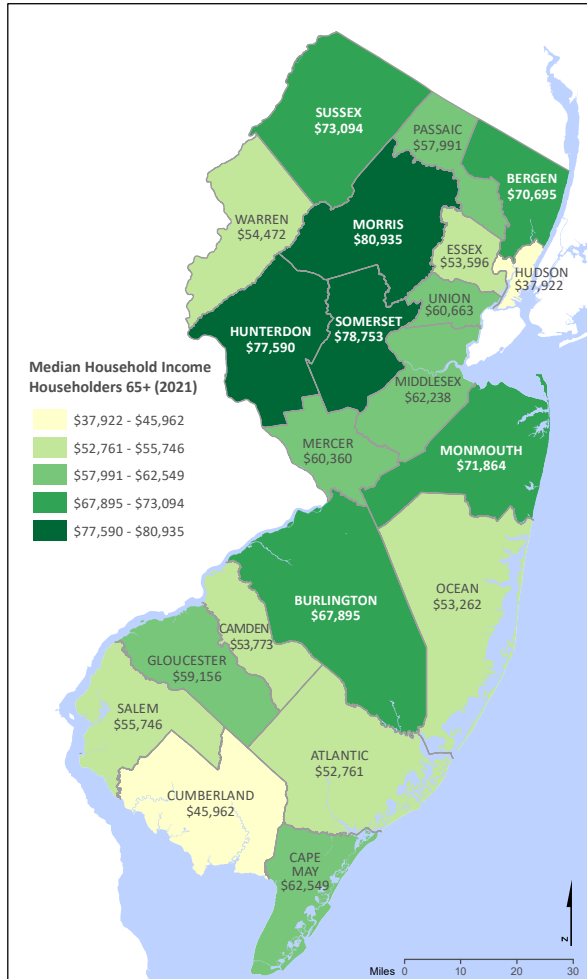 SUSSEX
$73,094
PASSAIC
$57,991
BERGEN
$70,695
WARREN
$54,472
MORRIS
$80,935
ESSEX
$53,596
HUDSON
$37,922
UNION
$60,663
HUNTERDON
$77,590
SOMERSET
$78,753
Median Household Income
Householders 65+ (2021)
$37,922 - $45,962
$52,761 - $55,746
$57,991 - $62,549
$67,895 - $73,094
$77,590 - $80,935
MIDDLESEX
$62,238
MERCER
$60,360
MONMOUTH
$71,864
OCEAN
$53,262
BURLINGTON
$67,895
CAMDEN
$53,773
GLOUCESTER
$59,156
SALEM
$55,746
ATLANTIC
$52,761
CUMBERLAND
$45,962
CAPE
MAY
$62,549
N
Miles 0 10 20 30